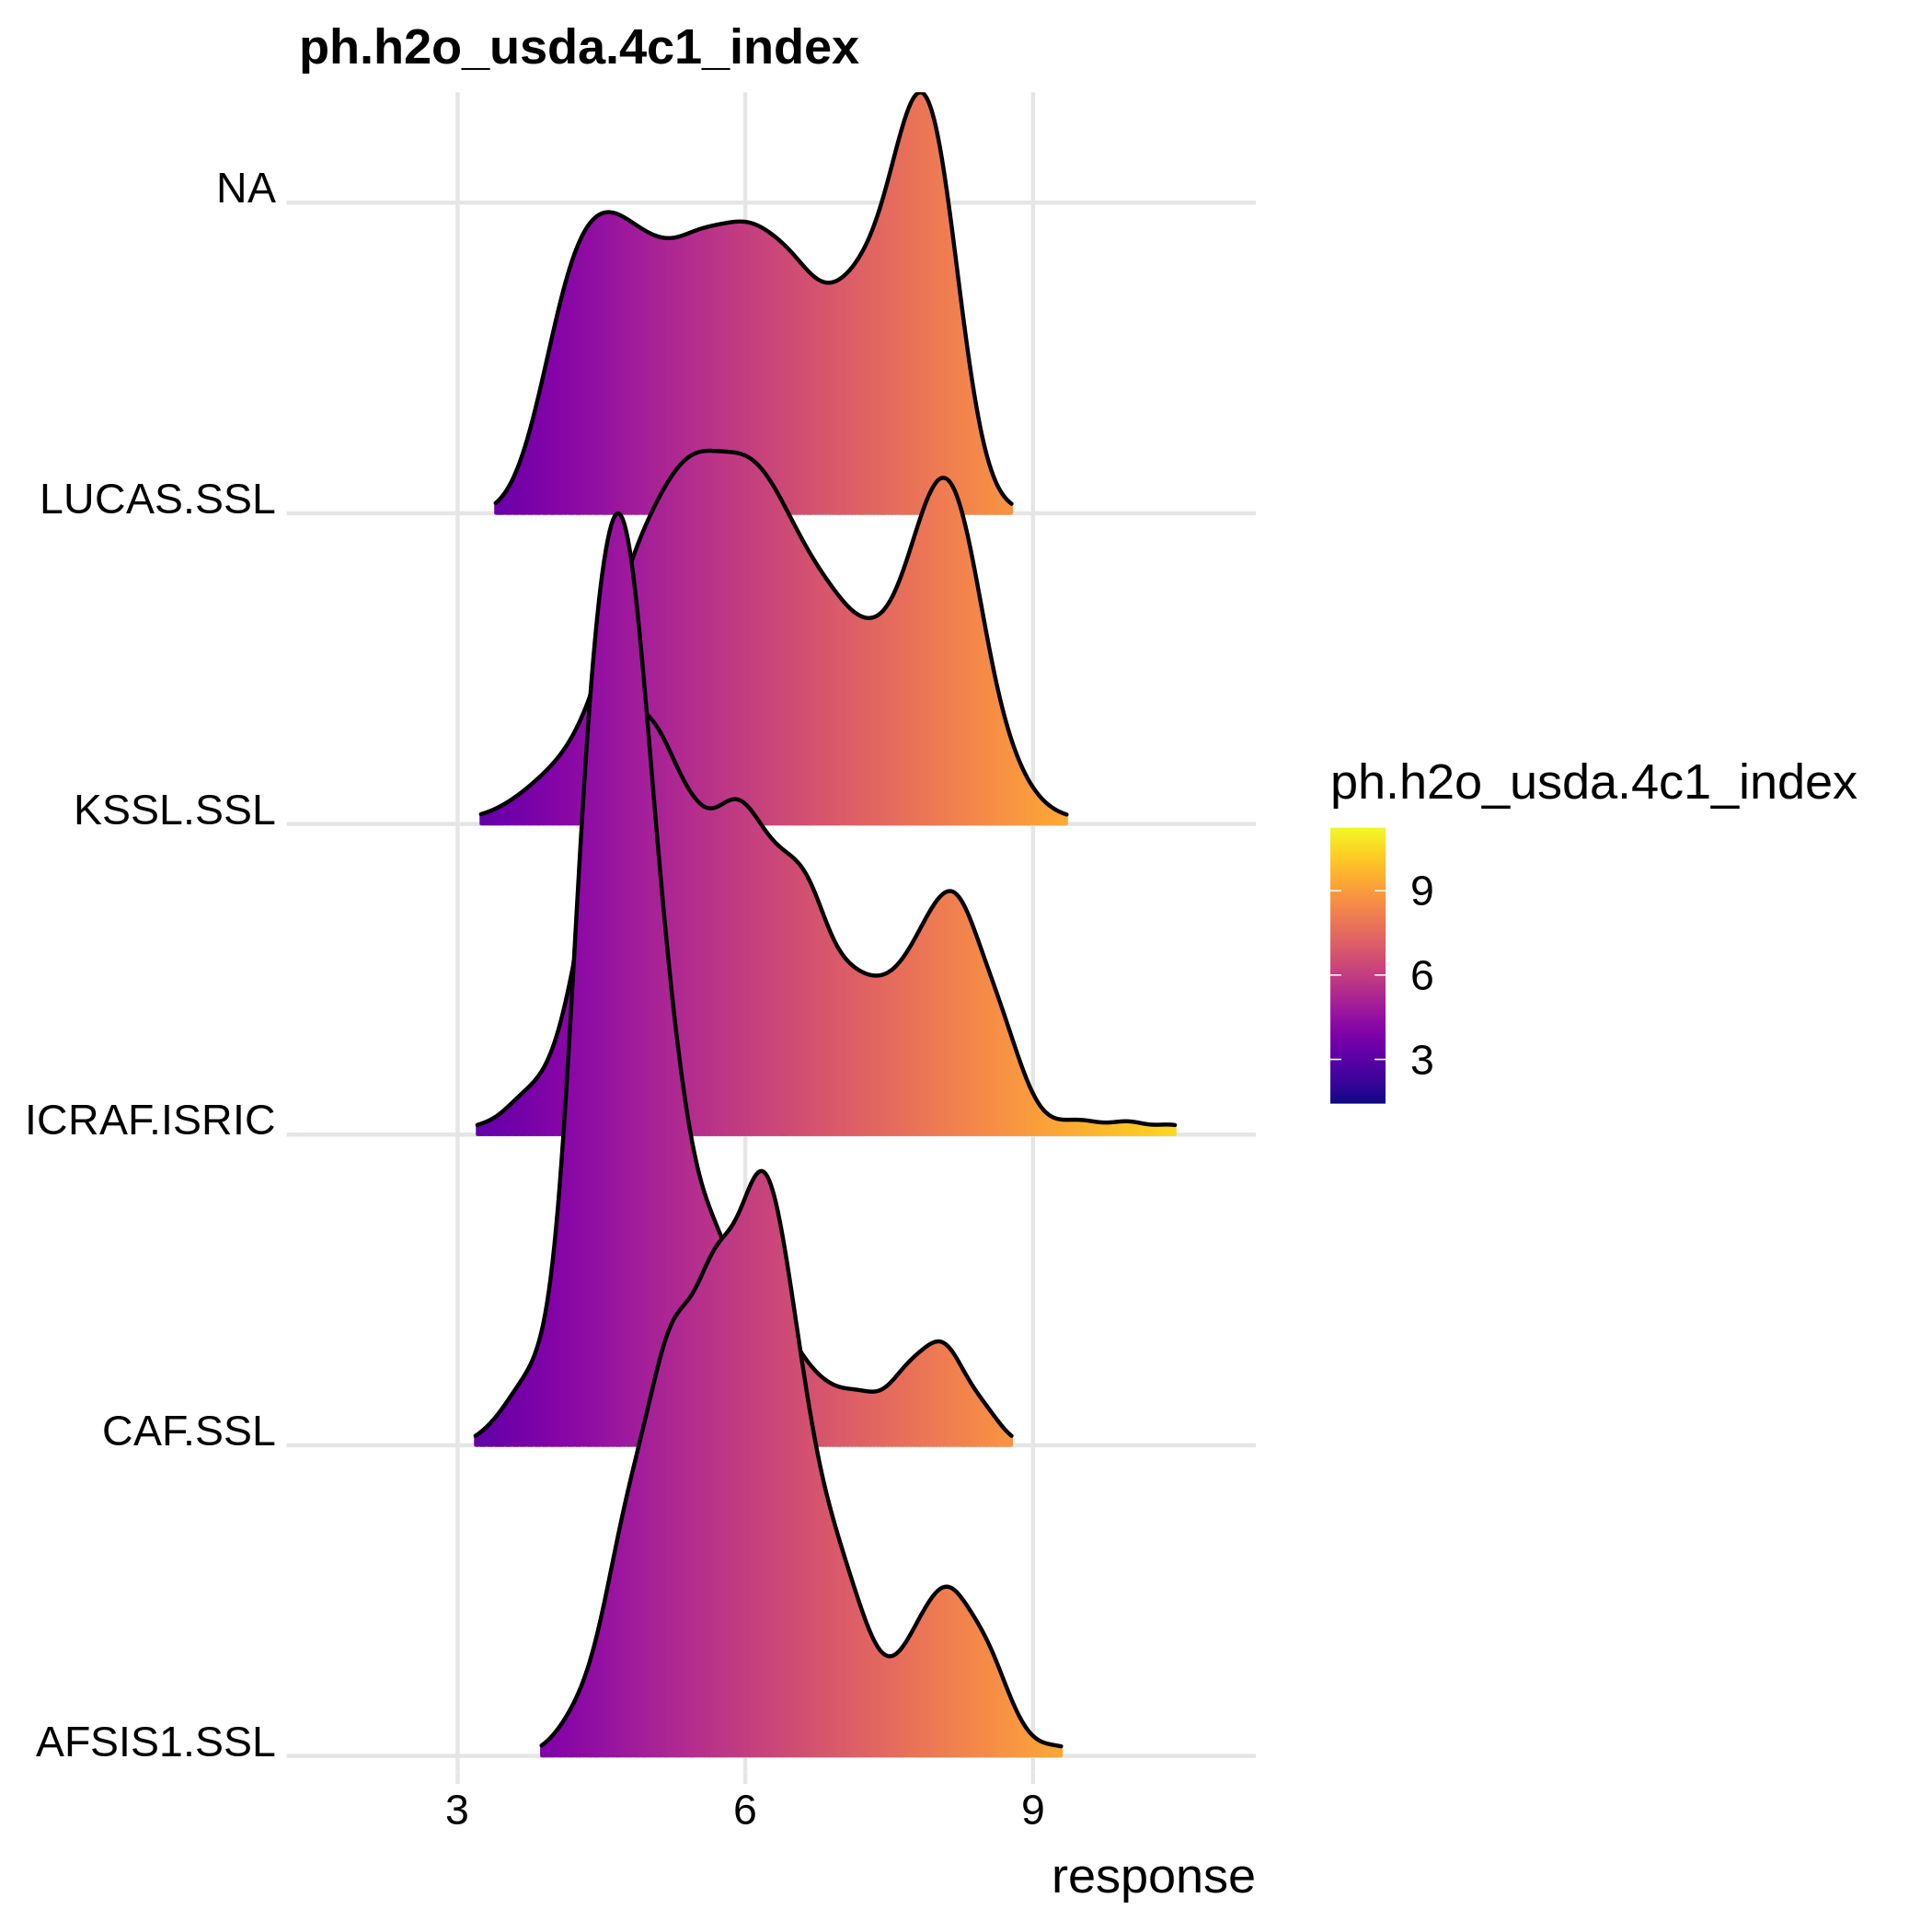 ph.h2o_usda.4c1_index
NA
LUCAS.SSL
KSSL.SSL
ICRAF.ISRIC
CAF.SSL
AFSIS1.SSL
3 6 9
response
ph.h2o_usda.4c1_index
9
6
3